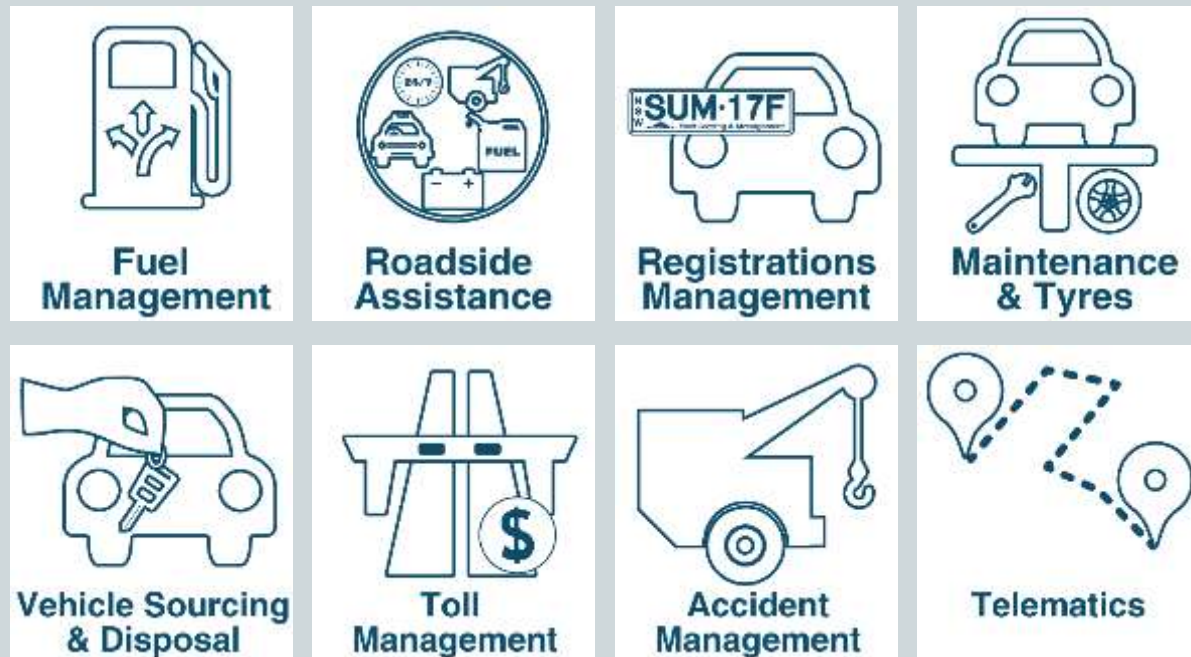 24/7
FUEL
NSW
SUM·17F
Fuel
Management
Roadside
Assistance
Registrations
Management
Maintenance
& Tyres
$
Vehicle Sourcing
& Disposal
Toll
Management
Accident
Management
Telematics